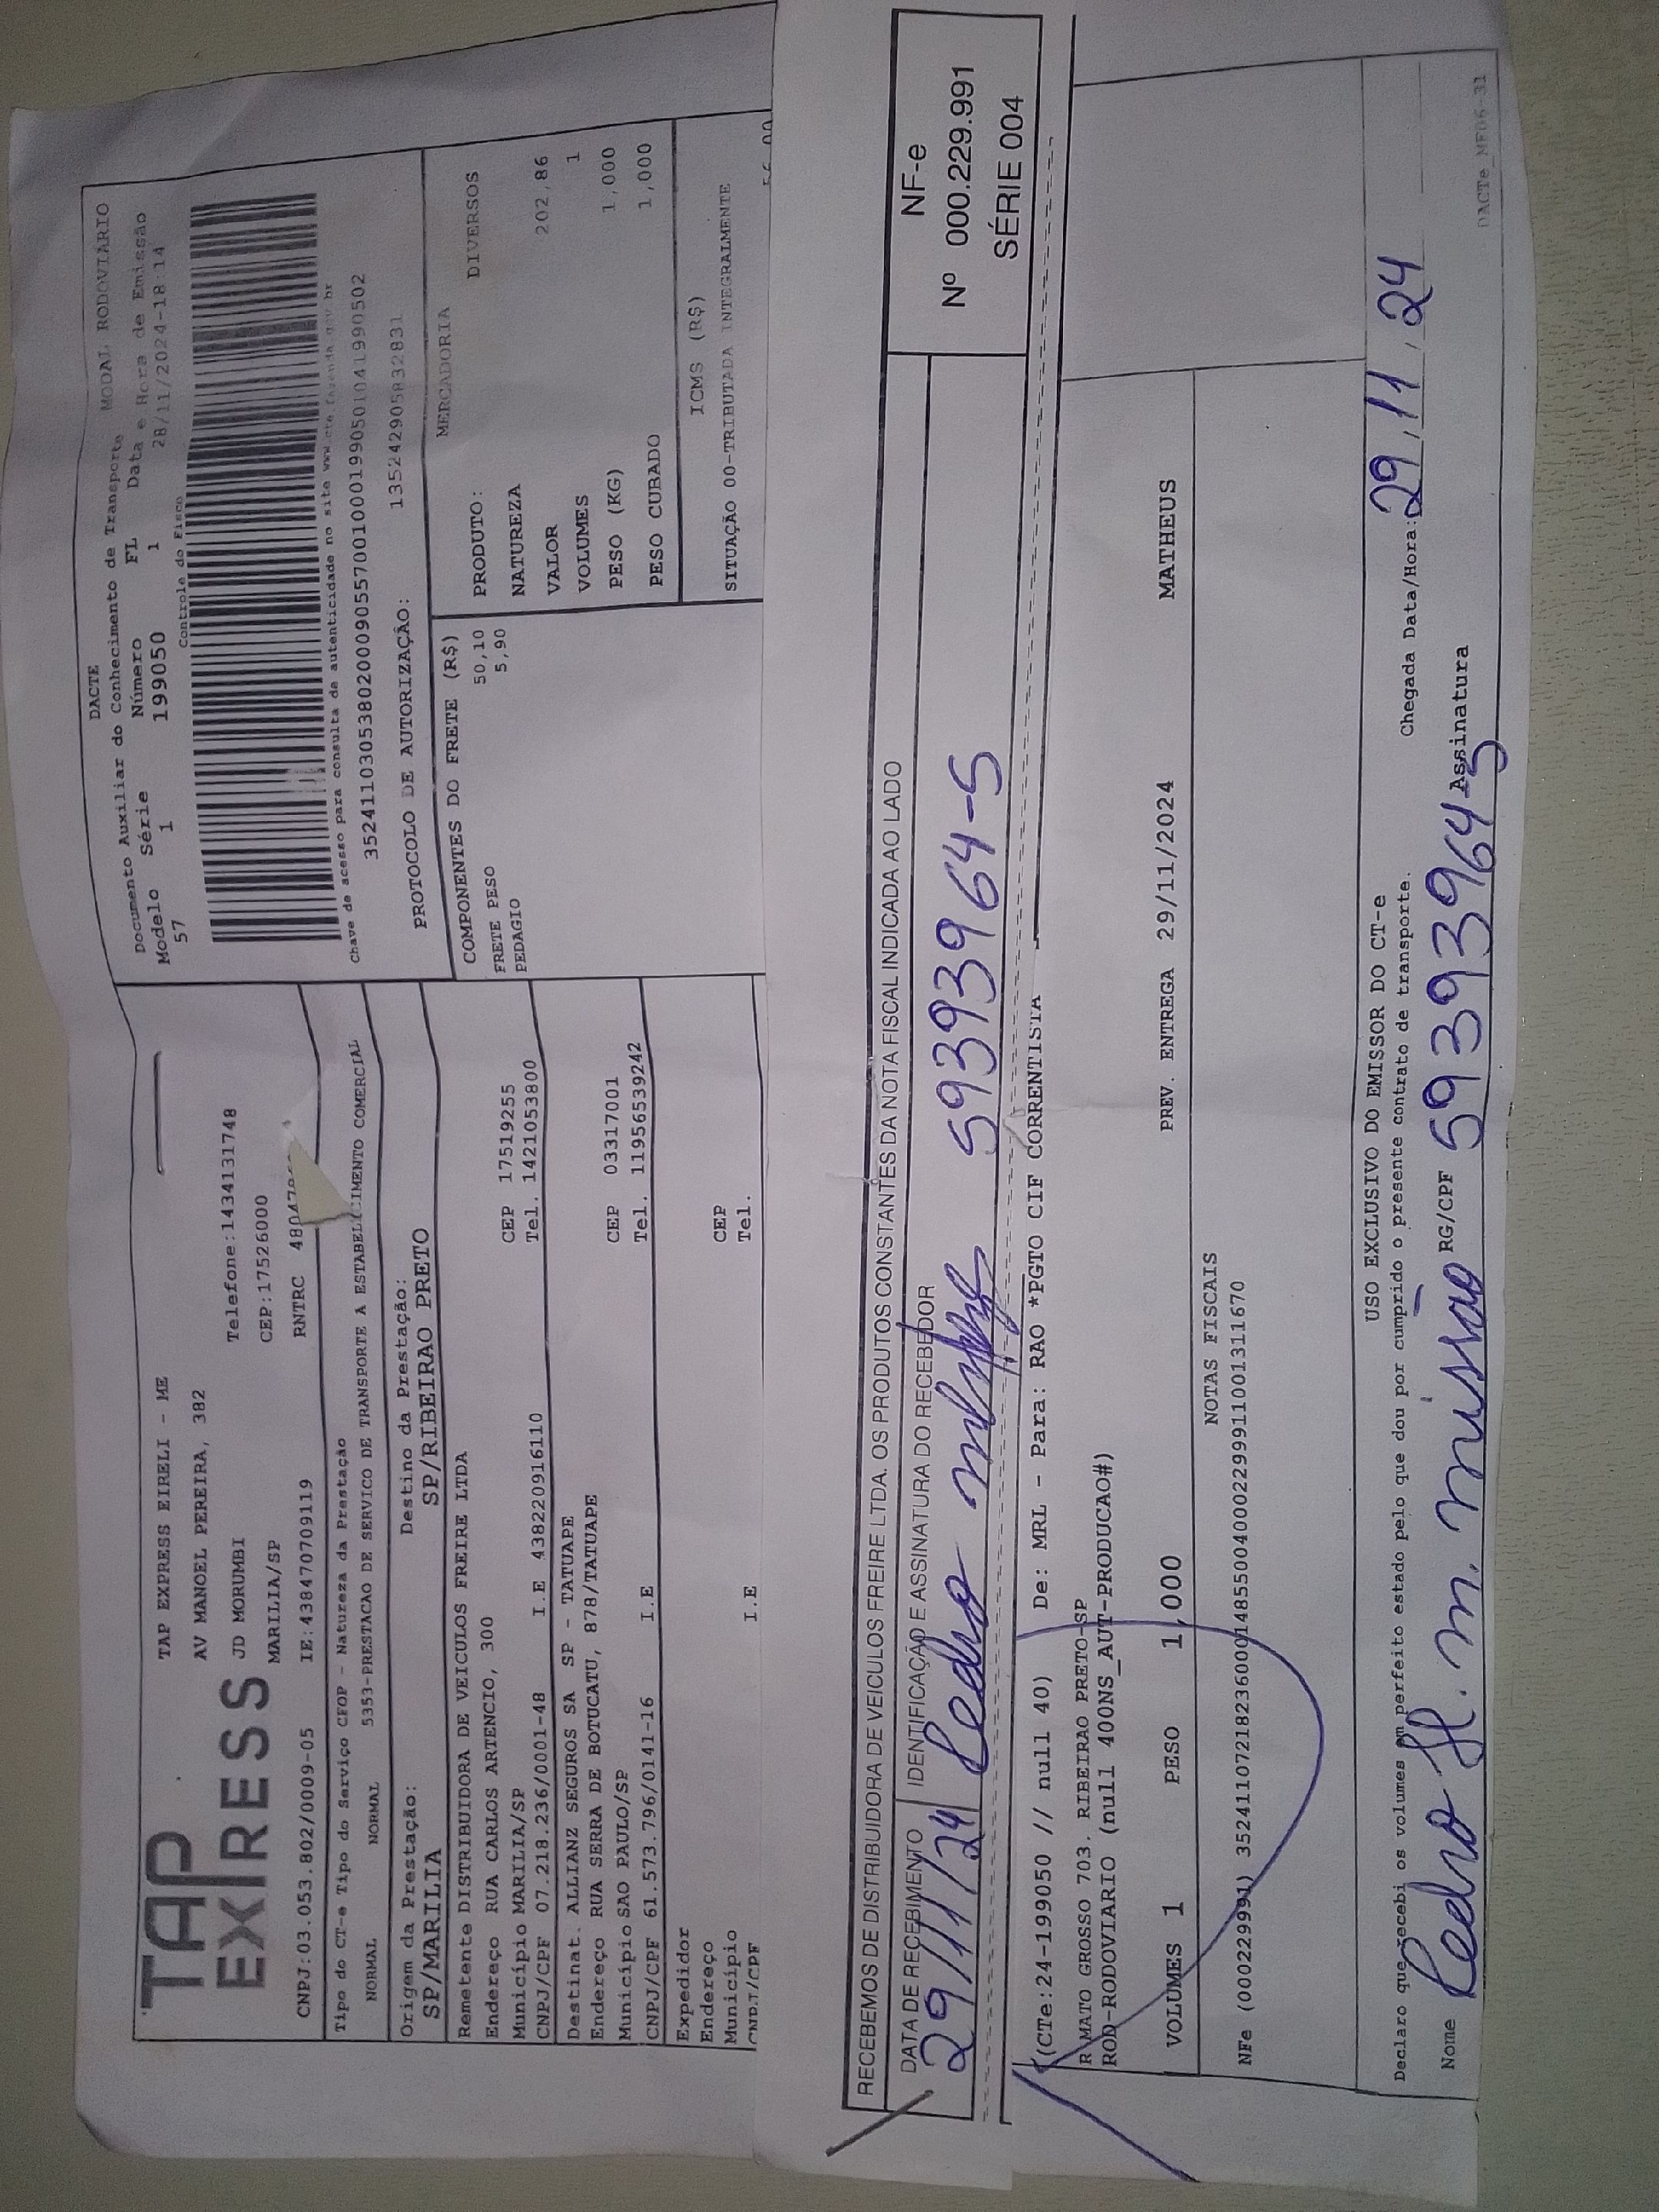 TAP
EXPRESS
TAP EXPRESS EIRELI - ME
AV MANOEL PEREIRA, 382
JD MORUMBI Telefone:1434131748
MARILIA/SP CEP:17526000
CNPJ:03.053.802/0009-05 IE:438470709119 RNTRC
Tipo do CT-e Tipo do Serviço CFOP - Natureza da Prestação
NORMAL NORMAL 5353-PRESTACAO DE SERVICO DE TRANSPORTE A ESTABELECIMENTO COMERCIAL
Origem da Prestação: Destino da Prestação:
SP/MARILIA SP/RIBEIRAO PRETO
Remetente DISTRIBUIDORA DE VEICULOS FREIRE LTDA
Endereço RUA CARLOS ARTENCIO, 300 CEP 17519255
Município MARILIA/SP Tel. 1421053800
CNPJ/CPF 07.218.236/0001-48 I.E 438220916110
Destinat. ALLIANZ SEGUROS SA SP - TATUAPE
Endereço RUA SERRA DE BOTUCATU, 878/TATUAPE CEP 03317001
Município SAO PAULO/SP Tel. 11956539242
CNPJ/CPF 61.573.796/0141-16 I.E
Expedidor
Endereço CEP
Município Tel.
CNPJ/CPF I.E
DACTE
Documento Auxiliar do Conhecimento de Transporte MODAL RODOVIARIO
Modelo Série Número FL Data e Hora de Emissão
57 1 199050 1 28/11/2024-18:14
Controle do Fisco
Chave de acesso para consulta de autenticidade no site www.cte.fazenda.gov.br
35241103053802000905570010001990501041990502
PROTOCOLO DE AUTORIZAÇÃO: 135242905832831
COMPONENTES DO FRETE (R$)
FRETE PESO 50,10
PEDAGIO 5,90
MERCADORIA
PRODUTO: DIVERSOS
NATUREZA
VALOR 202,86
VOLUMES 1
PESO (KG) 1,000
PESO CUBADO 1,000
ICMS (R$)
SITUAÇÃO 00-TRIBUTADA INTEGRALMENTE
RECEBEMOS DE DISTRIBUIDORA DE VEICULOS FREIRE LTDA. OS PRODUTOS CONSTANTES DA NOTA FISCAL INDICADA AO LADO
DATA DE RECEBIMENTO IDENTIFICAÇÃO E ASSINATURA DO RECEBEDOR
29/11/24 Pedro 59393964-5
NF-e
Nº 000.229.991
SÉRIE 004
(CTe:24-199050 // null 40) De: MRL - Para: RAO *PGTO CIF CORRENTISTA
R MATO GROSSO 703. RIBEIRAO PRETO-SP
ROD-RODOVIARIO (null 400NS_AUT-PRODUCAO#)
VOLUMES 1 PESO 1,000 PREV. ENTREGA 29/11/2024 MATHEUS
NOTAS FISCAIS
NFe (000229991) 35241107218236000148550040002299911001311670
USO EXCLUSIVO DO EMISSOR DO CT-e
Declaro que recebi os volumes em perfeito estado pelo que dou por cumprido o presente contrato de transporte. Chegada Data/Hora: 29/11/24
Nome Pedro H. m. RG/CPF 59393964-5 Assinatura
DACTe_MF06_31